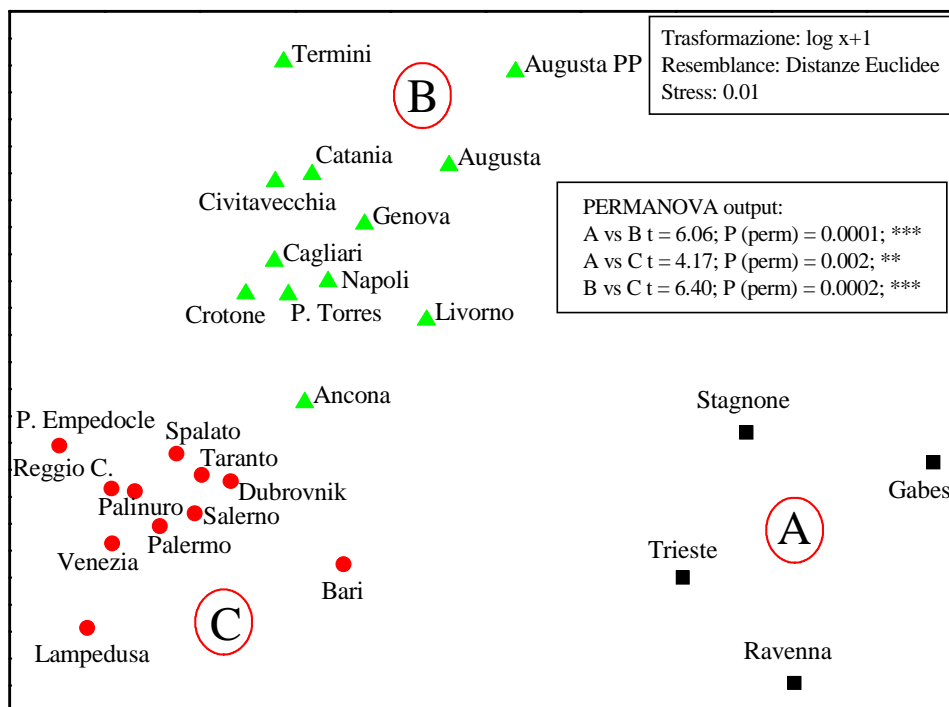 Termini
Augusta PP
B
Trasformazione: log x+1
Resemblance: Distanze Euclidee
Stress: 0.01
Catania
Augusta
Civitavecchia
Genova
PERMANOVA output:
A vs B t = 6.06; P (perm) = 0.0001; ***
A vs C t = 4.17; P (perm) = 0.002; **
B vs C t = 6.40; P (perm) = 0.0002; ***
Cagliari
Napoli
Crotone
P. Torres
Livorno
Ancona
Stagnone
P. Empedocle
Spalato
Reggio C.
Taranto
Dubrovnik
Gabes
Palinuro
Salerno
A
Palermo
Venezia
Trieste
Bari
C
Lampedusa
Ravenna